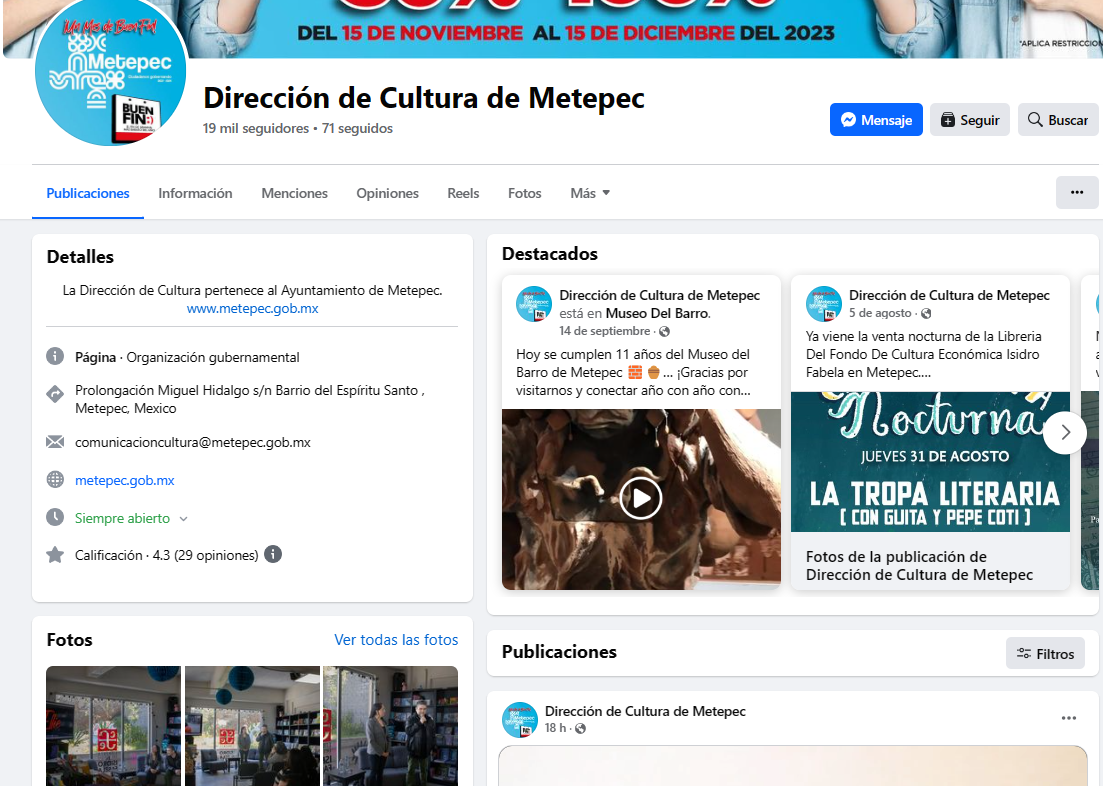 DEL 15 DE NOVIEMBRE AL 15 DE DICIEMBRE DEL 2023
*APLICA RESTRICCION
Un Mes de Buen Fin!
Metepec
BUEN
FIN:)
Dirección de Cultura de Metepec
19 mil seguidores • 71 seguidos
Mensaje
Seguir
Buscar
Publicaciones
Información
Menciones
Opiniones
Reels
Fotos
Más
Detalles
La Dirección de Cultura pertenece al Ayuntamiento de Metepec.
www.metepec.gob.mx
Página · Organización gubernamental
Prolongación Miguel Hidalgo s/n Barrio del Espíritu Santo ,
Metepec, Mexico
comunicacioncultura@metepec.gob.mx
metepec.gob.mx
Siempre abierto
Calificación · 4.3 (29 opiniones)
Fotos
Ver todas las fotos
Destacados
Dirección de Cultura de Metepec
está en Museo Del Barro.
14 de septiembre ·
Hoy se cumplen 11 años del Museo del
Barro de Metepec 🧱 ⚱️ ... ¡Gracias por
visitarnos y conectar año con año con...
Dirección de Cultura de Metepec
5 de agosto ·
Ya viene la venta nocturna de la Libreria
Del Fondo De Cultura Económica Isidro
Fabela en Metepec....
Nocturna
JUEVES 31 DE AGOSTO
LA TROPA LITERARIA
[ CON GUITA Y PEPE COTI ]
Fotos de la publicación de
Dirección de Cultura de Metepec
Publicaciones
Filtros
Dirección de Cultura de Metepec
18 h ·